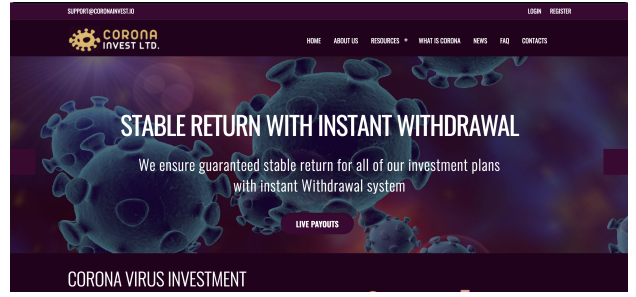 SUPPORT@CORONAINVEST.IO LOGIN REGISTER
CORONA
INVEST LTD.
HOME ABOUT US RESOURCES WHAT IS CORONA NEWS FAQ CONTACTS
STABLE RETURN WITH INSTANT WITHDRAWAL
We ensure guaranteed stable return for all of our investment plans
with instant Withdrawal system
LIVE PAYOUTS
CORONA VIRUS INVESTMENT